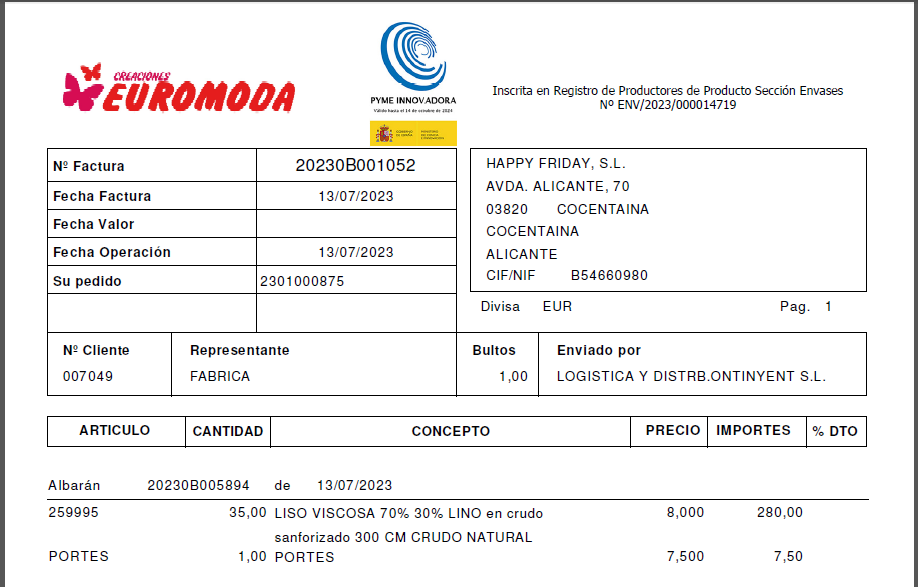 CREACIONES
EUROMODA
PYME INNOVADORA
Válido hasta el 14 de octubre de 2024
GOBIERNO DE ESPAÑA
Inscrita en Registro de Productores de Producto Sección Envases
Nº ENV/2023/000014719
Nº Factura 20230B001052
Fecha Factura 13/07/2023
Fecha Valor
Fecha Operación 13/07/2023
Su pedido 2301000875
HAPPY FRIDAY, S.L.
AVDA. ALICANTE, 70
03820 COCENTAINA
COCENTAINA
ALICANTE
CIF/NIF B54660980
Divisa EUR Pag. 1
Nº Cliente Representante Bultos Enviado por
007049 FABRICA 1,00 LOGISTICA Y DISTRB.ONTINYENT S.L.
ARTICULO CANTIDAD CONCEPTO PRECIO IMPORTES % DTO
Albarán 20230B005894 de 13/07/2023
259995 35,00 LISO VISCOSA 70% 30% LINO en crudo 8,000 280,00
sanforizado 300 CM CRUDO NATURAL
PORTES 1,00 PORTES 7,500 7,50